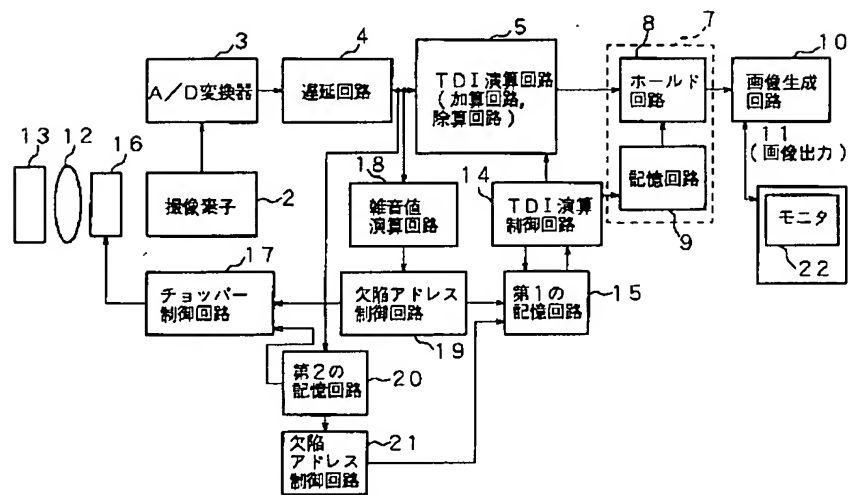 3
4
5
8
7
10
A/D変換器
遅延回路
TDI演算回路
(加算回路,
除算回路)
ホールド
回路
画像生成
回路
13
12
16
18
14
11
(画像出力)
撮像素子
2
雑音値
演算回路
TDI演算
制御回路
記憶回路
9
モニタ
22
17
チョッパー
制御回路
欠陥アドレス
制御回路
19
第1の
記憶回路
15
第2の
記憶回路
20
欠陥
アドレス
制御回路
21